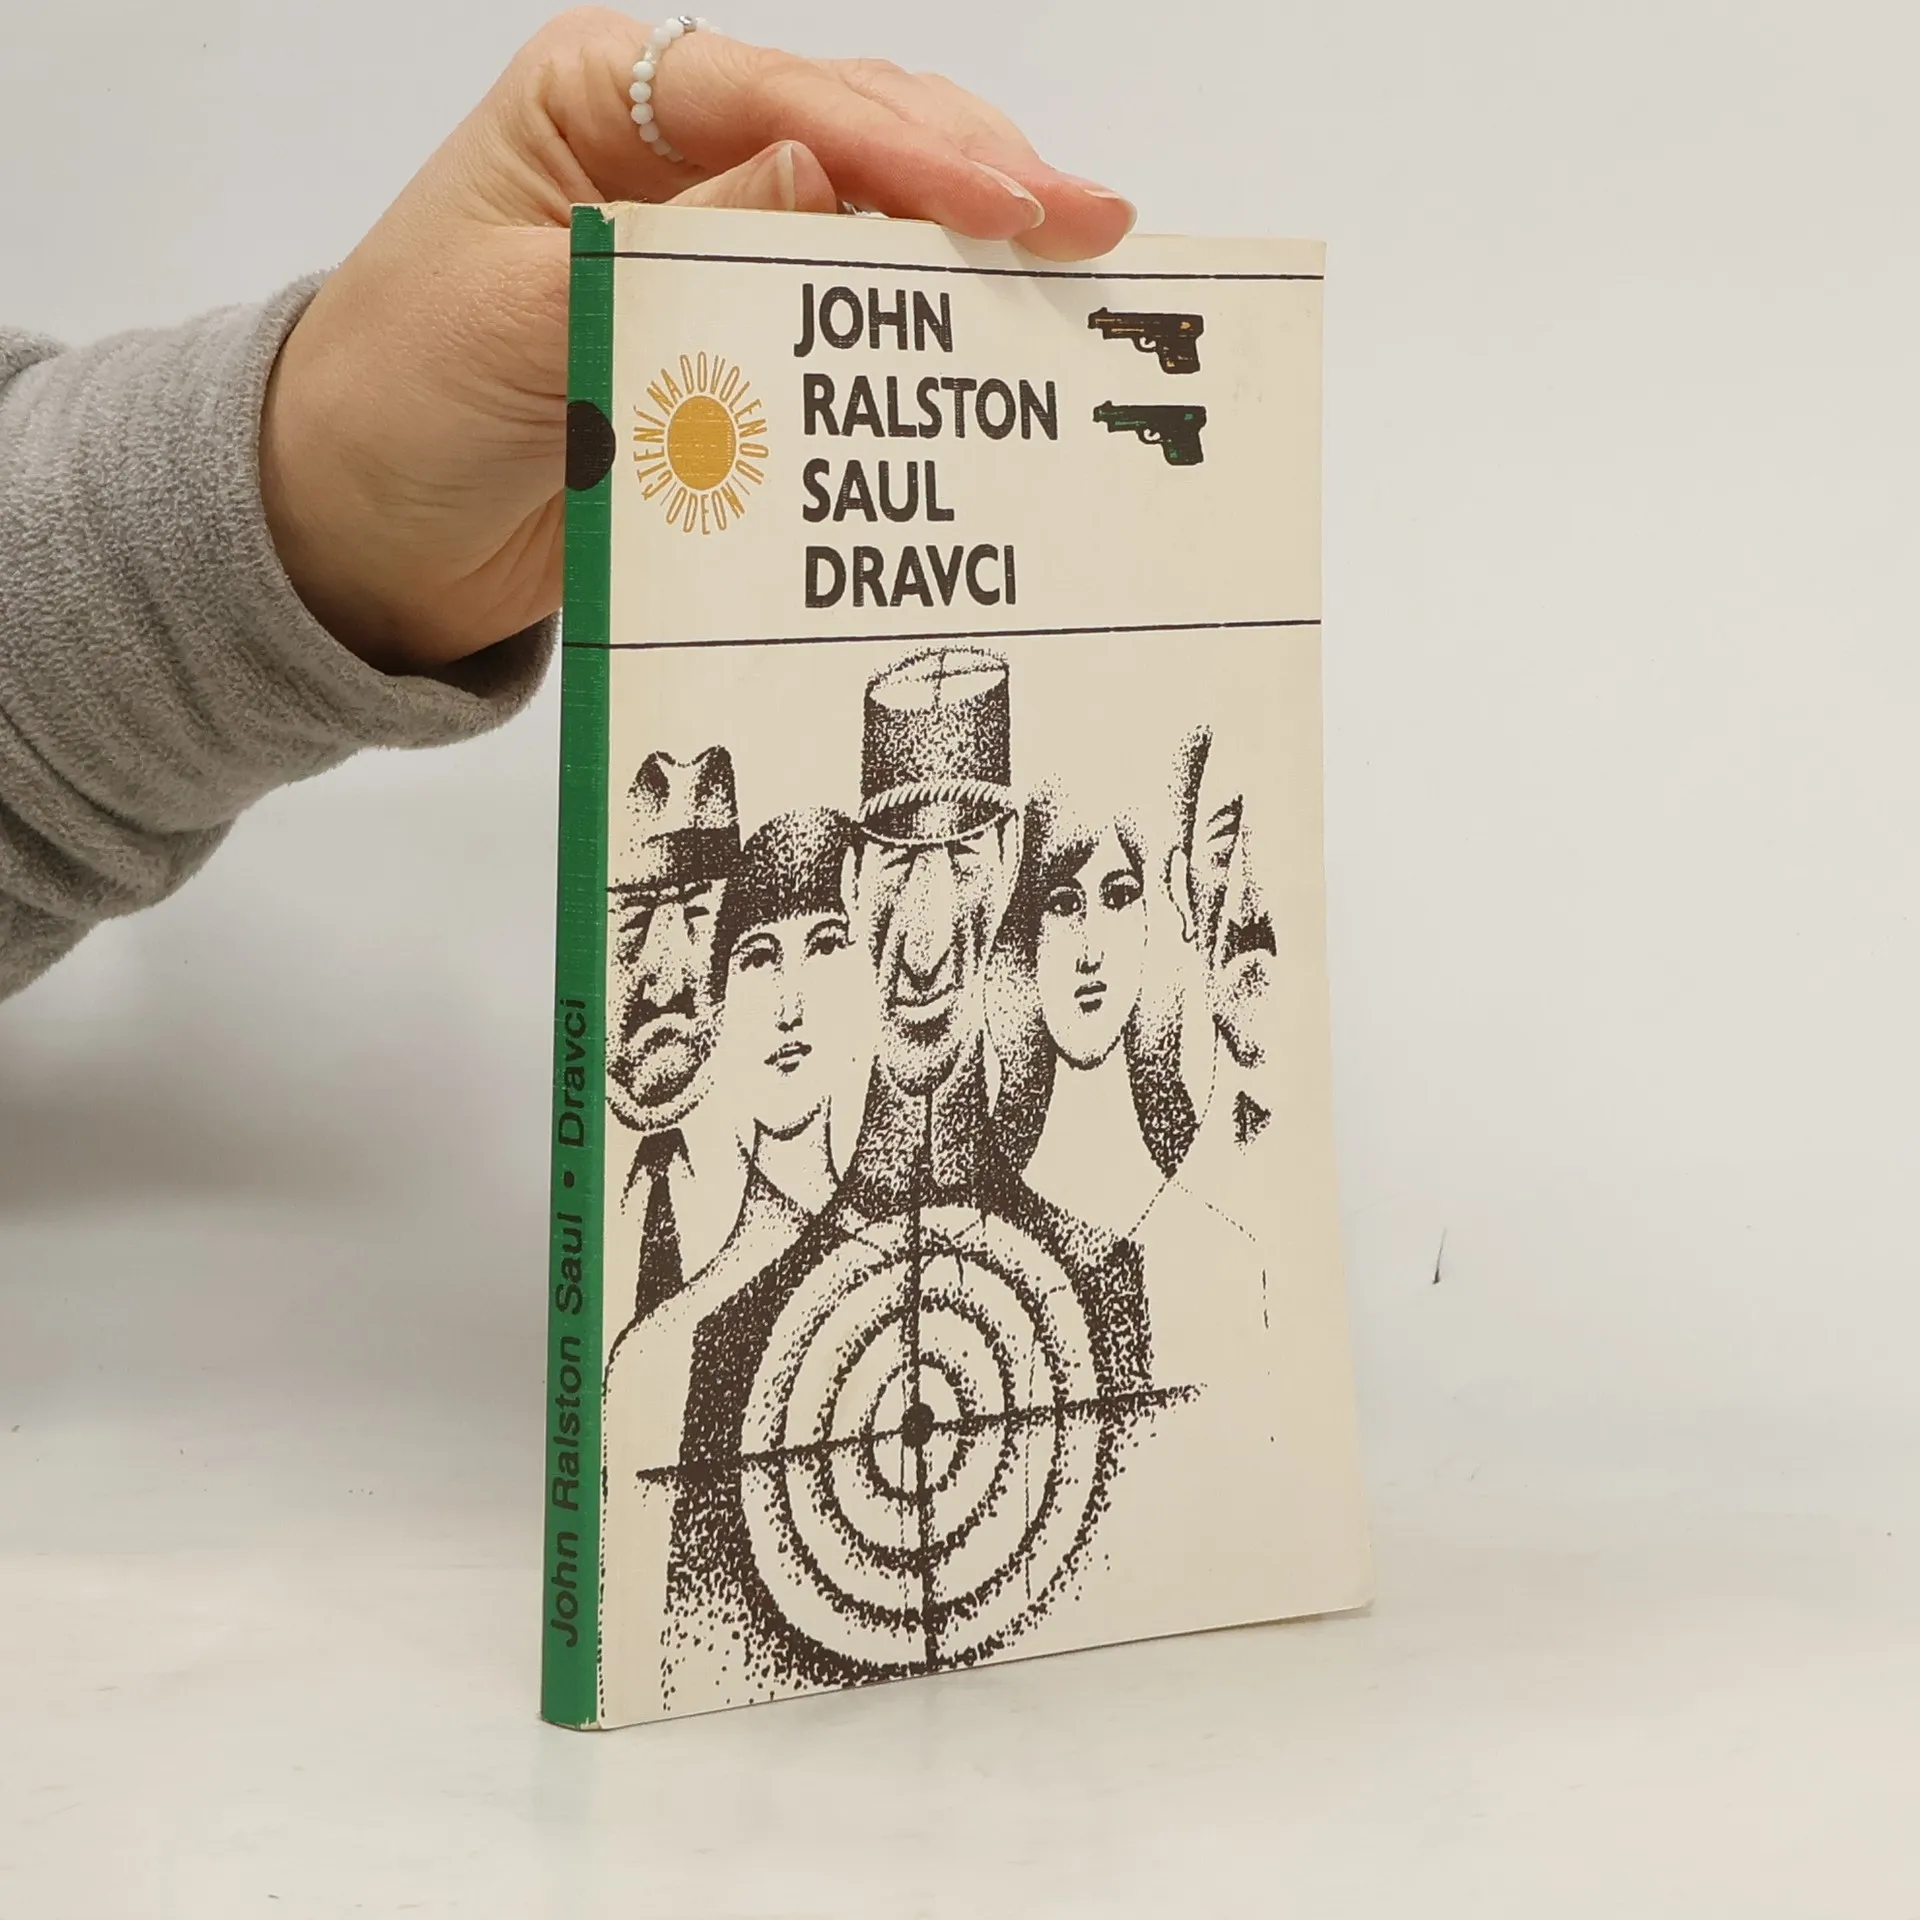 JOHN
RALSTON
SAUL
DRAVCI
ČTENÍ NA DOVOLENOU / ODEON /
John Ralston Saul • Dravci